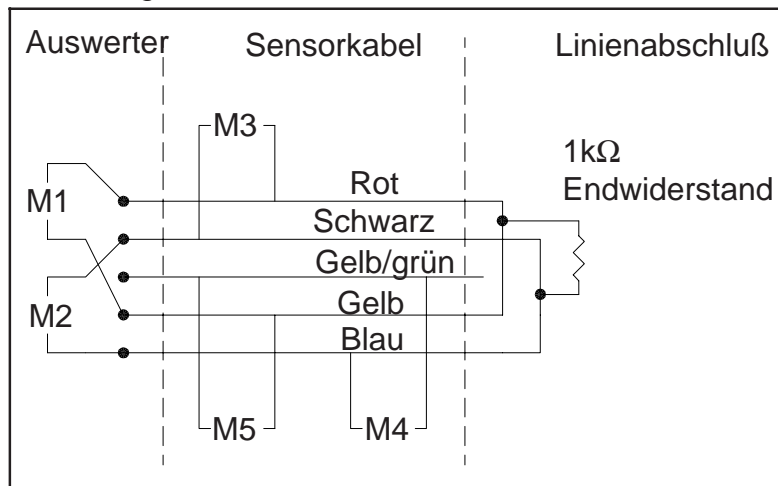 Auswerter
Sensorkabel
Linienabschluß
M3
1kΩ
Endwiderstand
Rot
M1
Schwarz
Gelb/grün
Gelb
M2
Blau
M5
M4